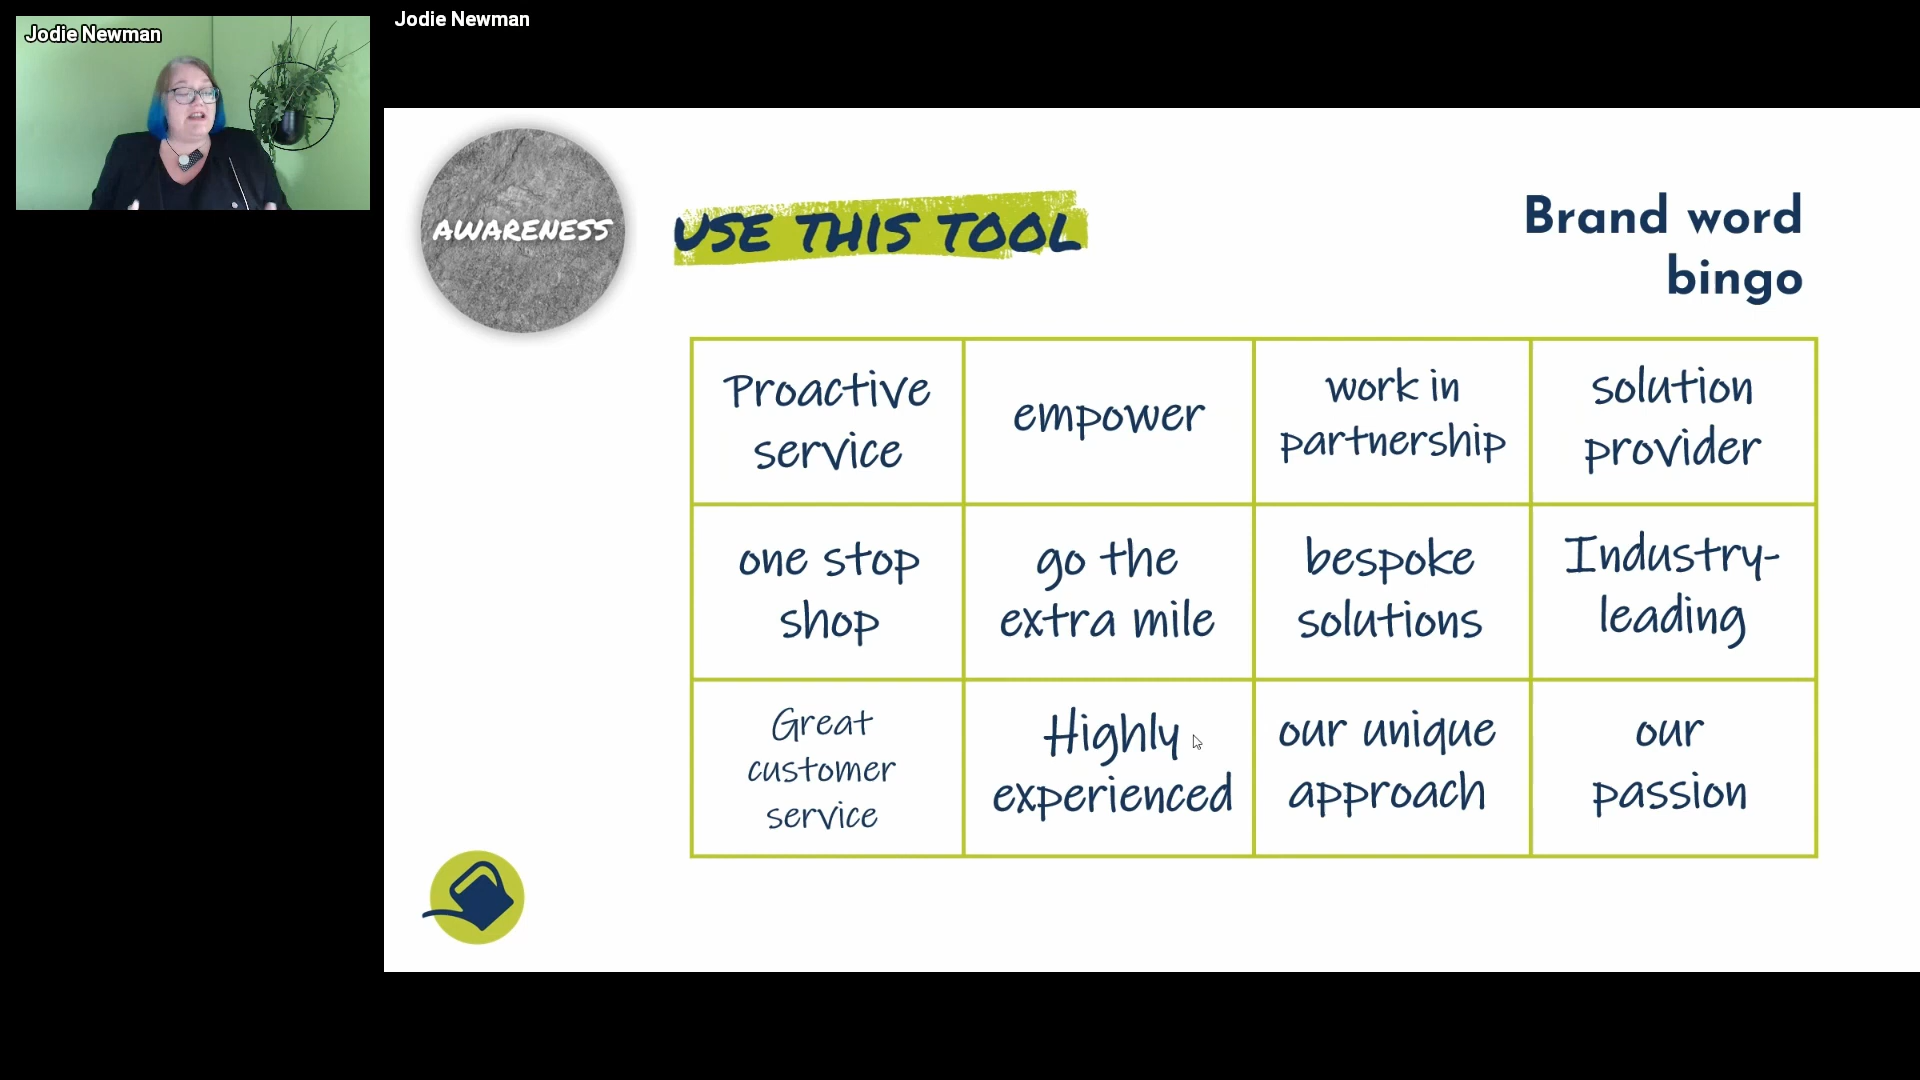 Jodie Newman
Jodie Newman
AWARENESS
USE THIS TOOL
Brand word
bingo
Proactive
service
empower
work in
partnership
solution
provider
one stop
shop
go the
extra mile
bespoke
solutions
Industry-
leading
Great
customer
service
Highly
experienced
our unique
approach
our
passion